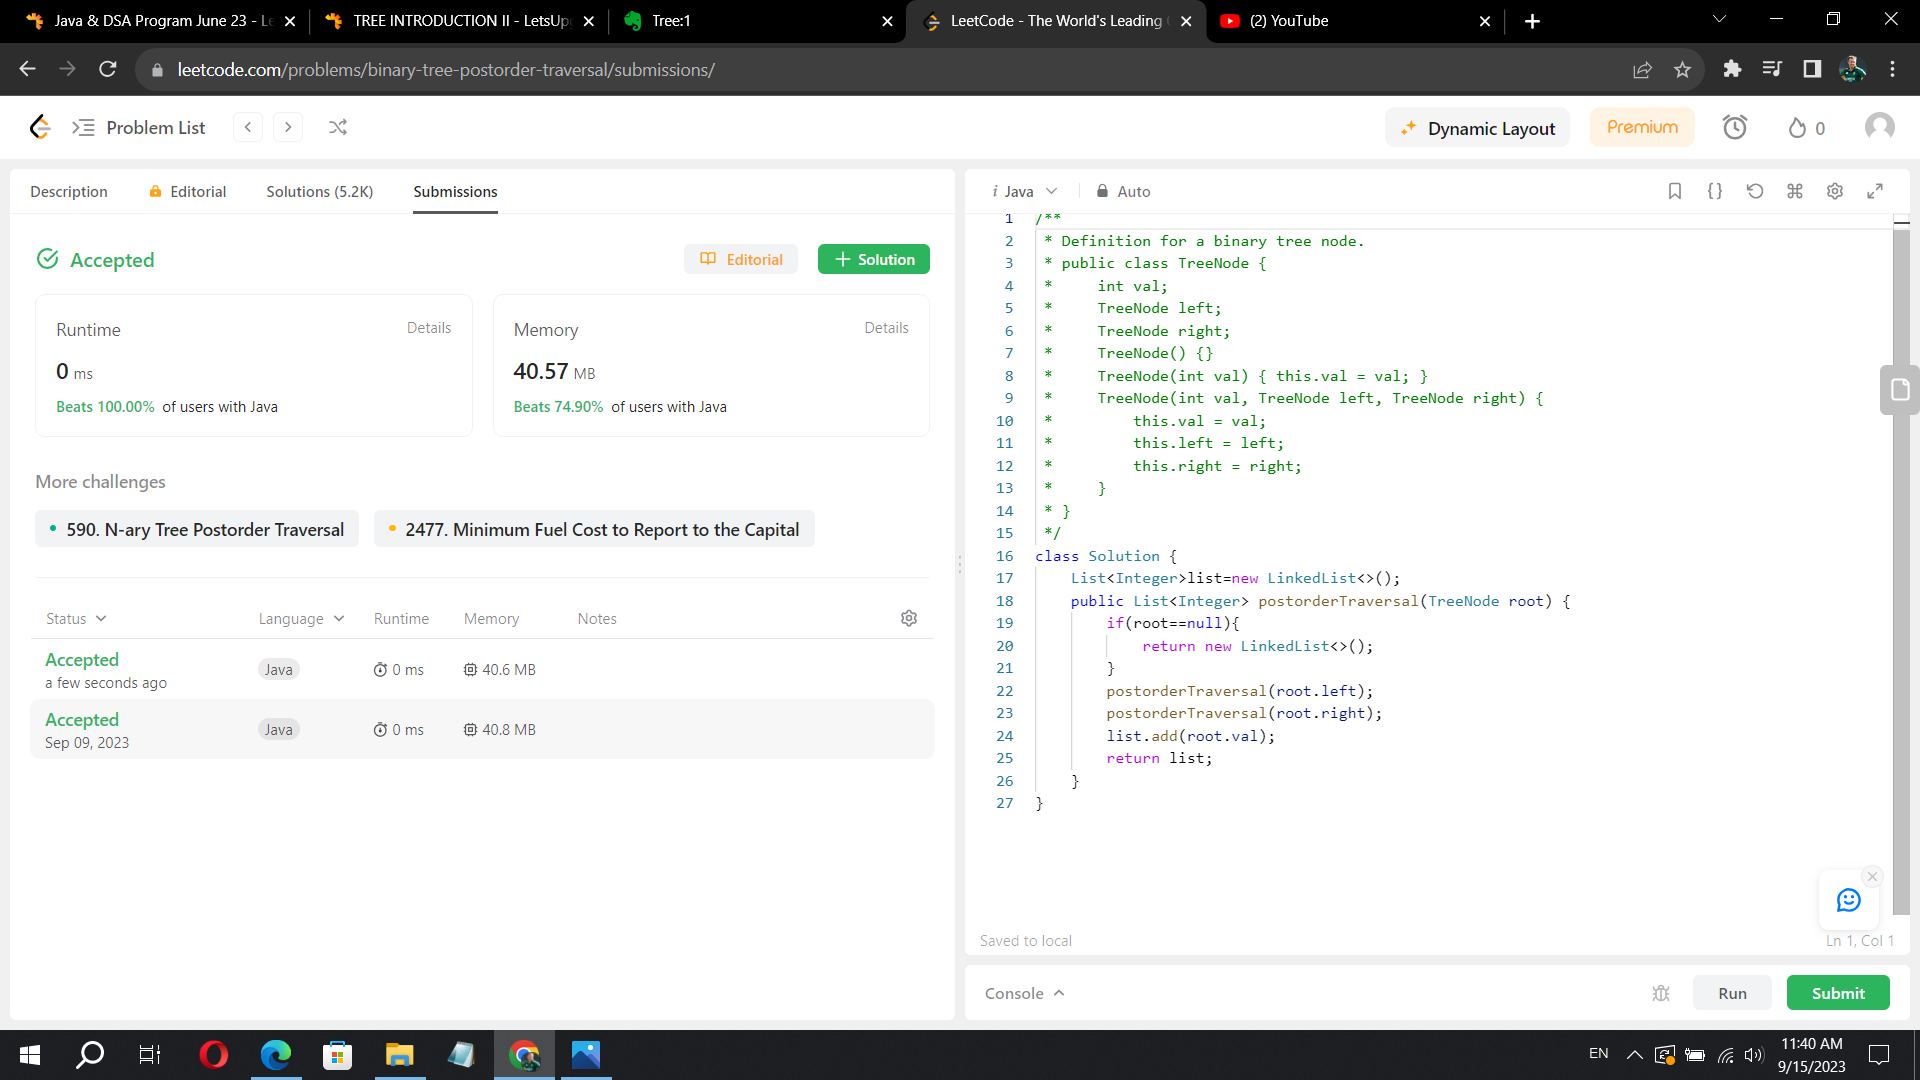 Java & DSA Program June 23 - Le
TREE INTRODUCTION II - LetsUp
Tree:1
LeetCode - The World's Leading
(2) YouTube
leetcode.com/problems/binary-tree-postorder-traversal/submissions/
Problem List
Dynamic Layout
Premium
0
Description
Editorial
Solutions (5.2K)
Submissions
Accepted
Editorial
Solution
Runtime
Details
0 ms
Beats 100.00% of users with Java
Memory
Details
40.57 MB
Beats 74.90% of users with Java
More challenges
590. N-ary Tree Postorder Traversal
2477. Minimum Fuel Cost to Report to the Capital
Status
Language
Runtime
Memory
Notes
Accepted
a few seconds ago
Java
0 ms
40.6 MB
Accepted
Sep 09, 2023
Java
0 ms
40.8 MB
i Java
Auto
1 /**
2  * Definition for a binary tree node.
3  * public class TreeNode {
4  *     int val;
5  *     TreeNode left;
6  *     TreeNode right;
7  *     TreeNode() {}
8  *     TreeNode(int val) { this.val = val; }
9  *     TreeNode(int val, TreeNode left, TreeNode right) {
10  *         this.val = val;
11  *         this.left = left;
12  *         this.right = right;
13  *     }
14  * }
15  */
16 class Solution {
17     List<Integer>list=new LinkedList<>();
18     public List<Integer> postorderTraversal(TreeNode root) {
19         if(root==null){
20             return new LinkedList<>();
21         }
22         postorderTraversal(root.left);
23         postorderTraversal(root.right);
24         list.add(root.val);
25         return list;
26     }
27 }
Saved to local
Ln 1, Col 1
Console
Run
Submit
EN
11:40 AM
9/15/2023